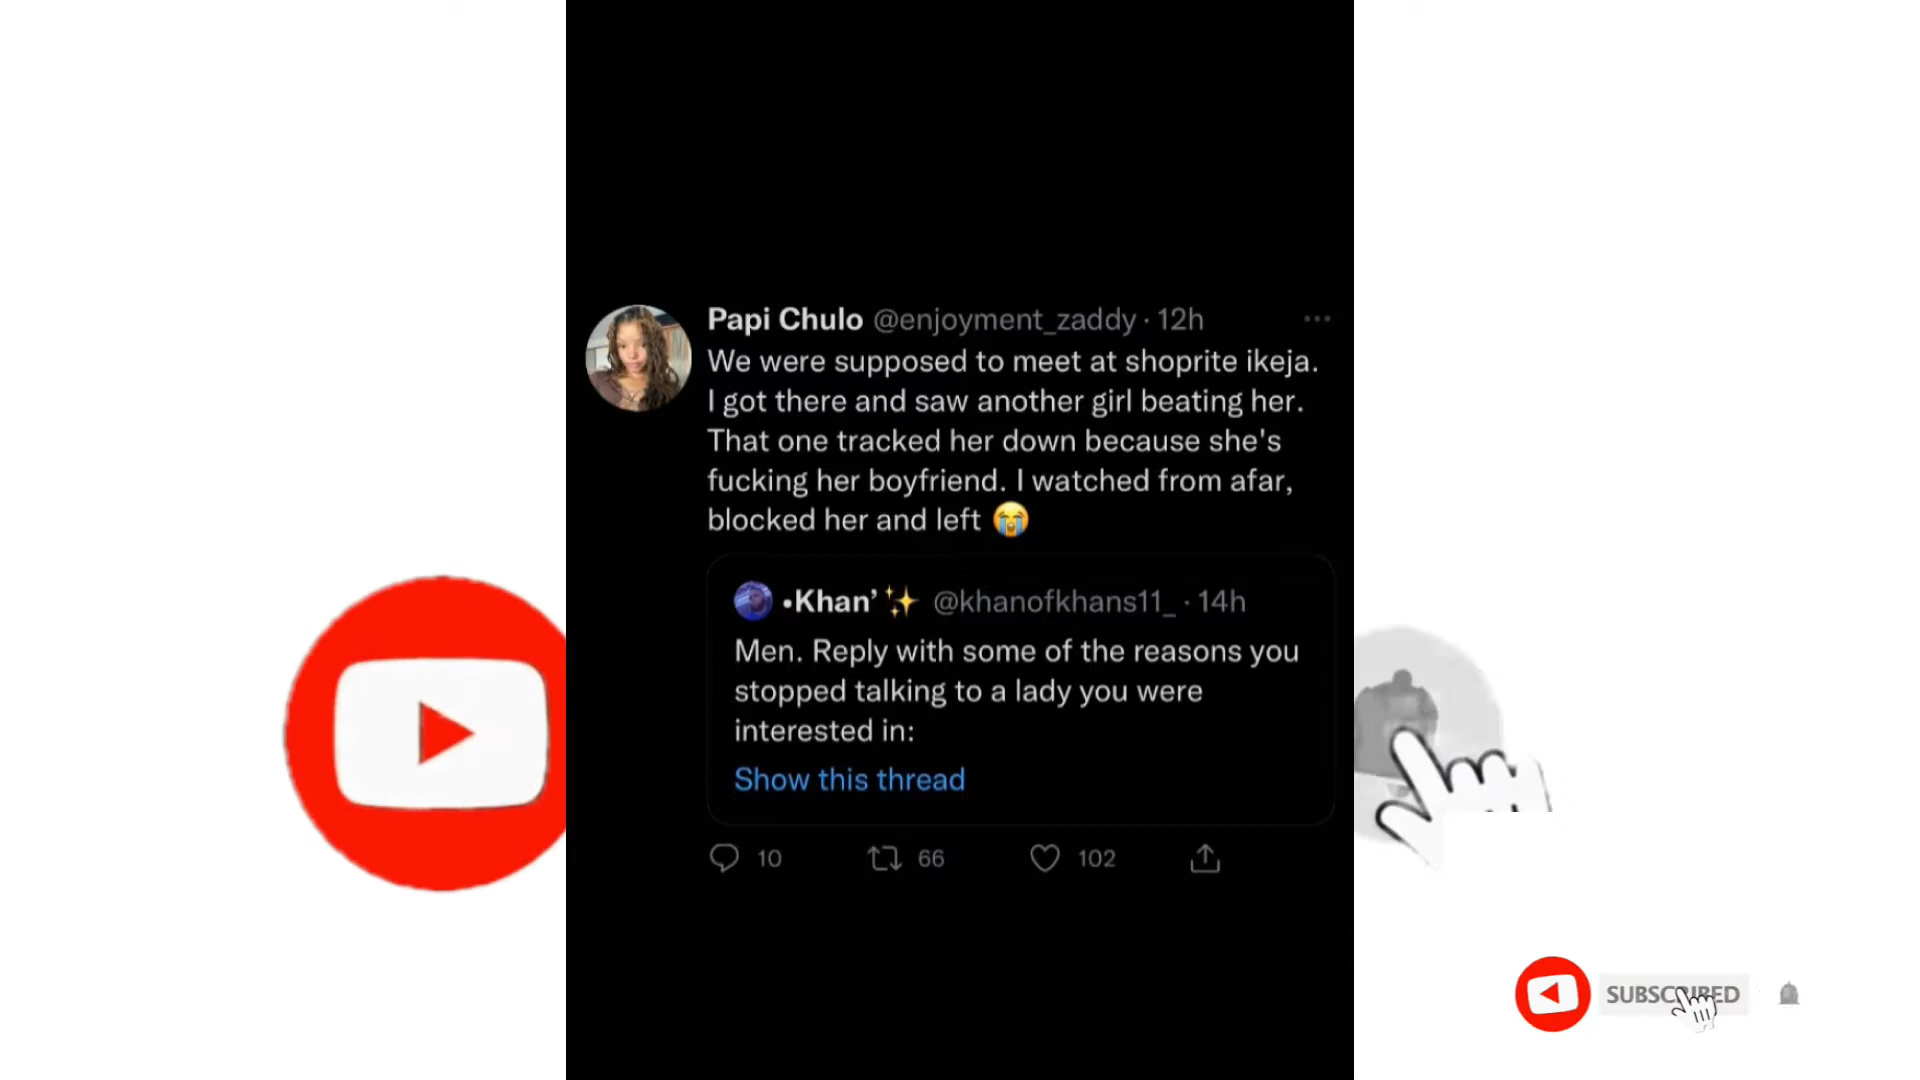 Papi Chulo @enjoyment_zaddy · 12h
We were supposed to meet at shoprite ikeja.
I got there and saw another girl beating her.
That one tracked her down because she's
fucking her boyfriend. I watched from afar,
blocked her and left 😭
•Khan’✨ @khanofkhans11_ · 14h
Men. Reply with some of the reasons you
stopped talking to a lady you were
interested in:
Show this thread
10 66 102
SUBSCRIBED